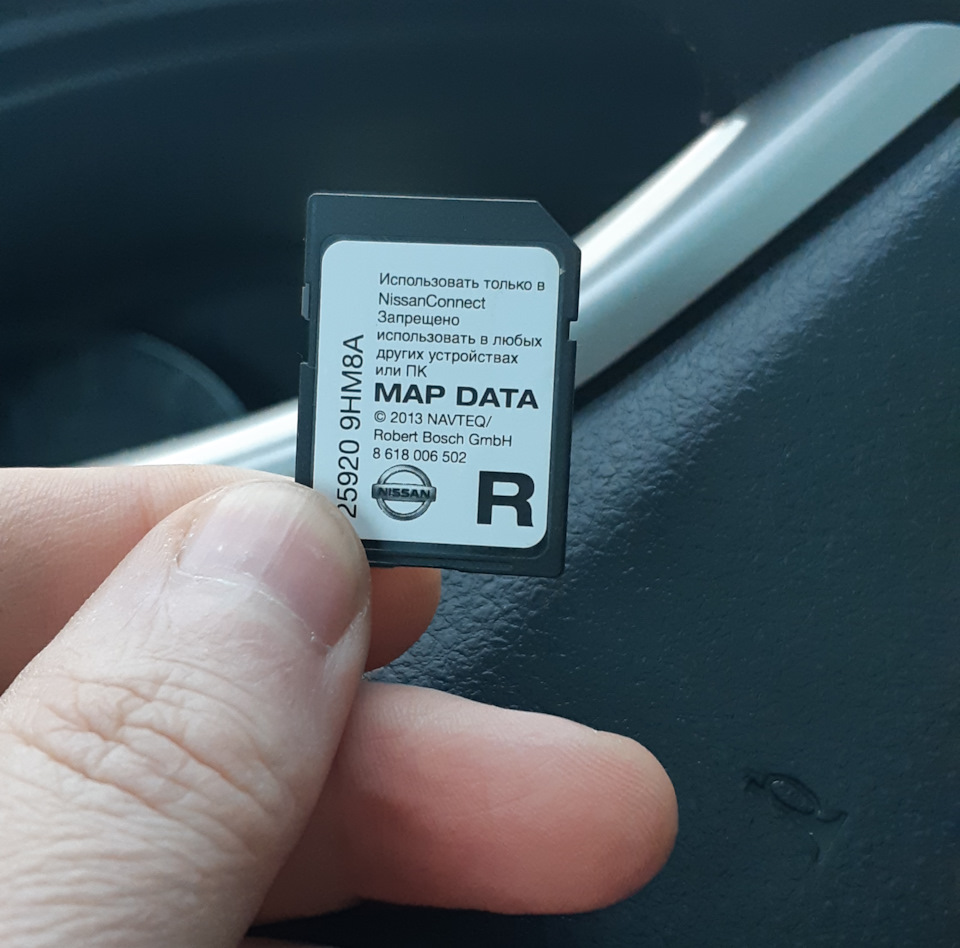 Использовать только в
NissanConnect
Запрещено
использовать в любых
других устройствах
или ПК
MAP DATA
© 2013 NAVTEQ/
Robert Bosch GmbH
8 618 006 502
NISSAN
R
25920 9HM8A